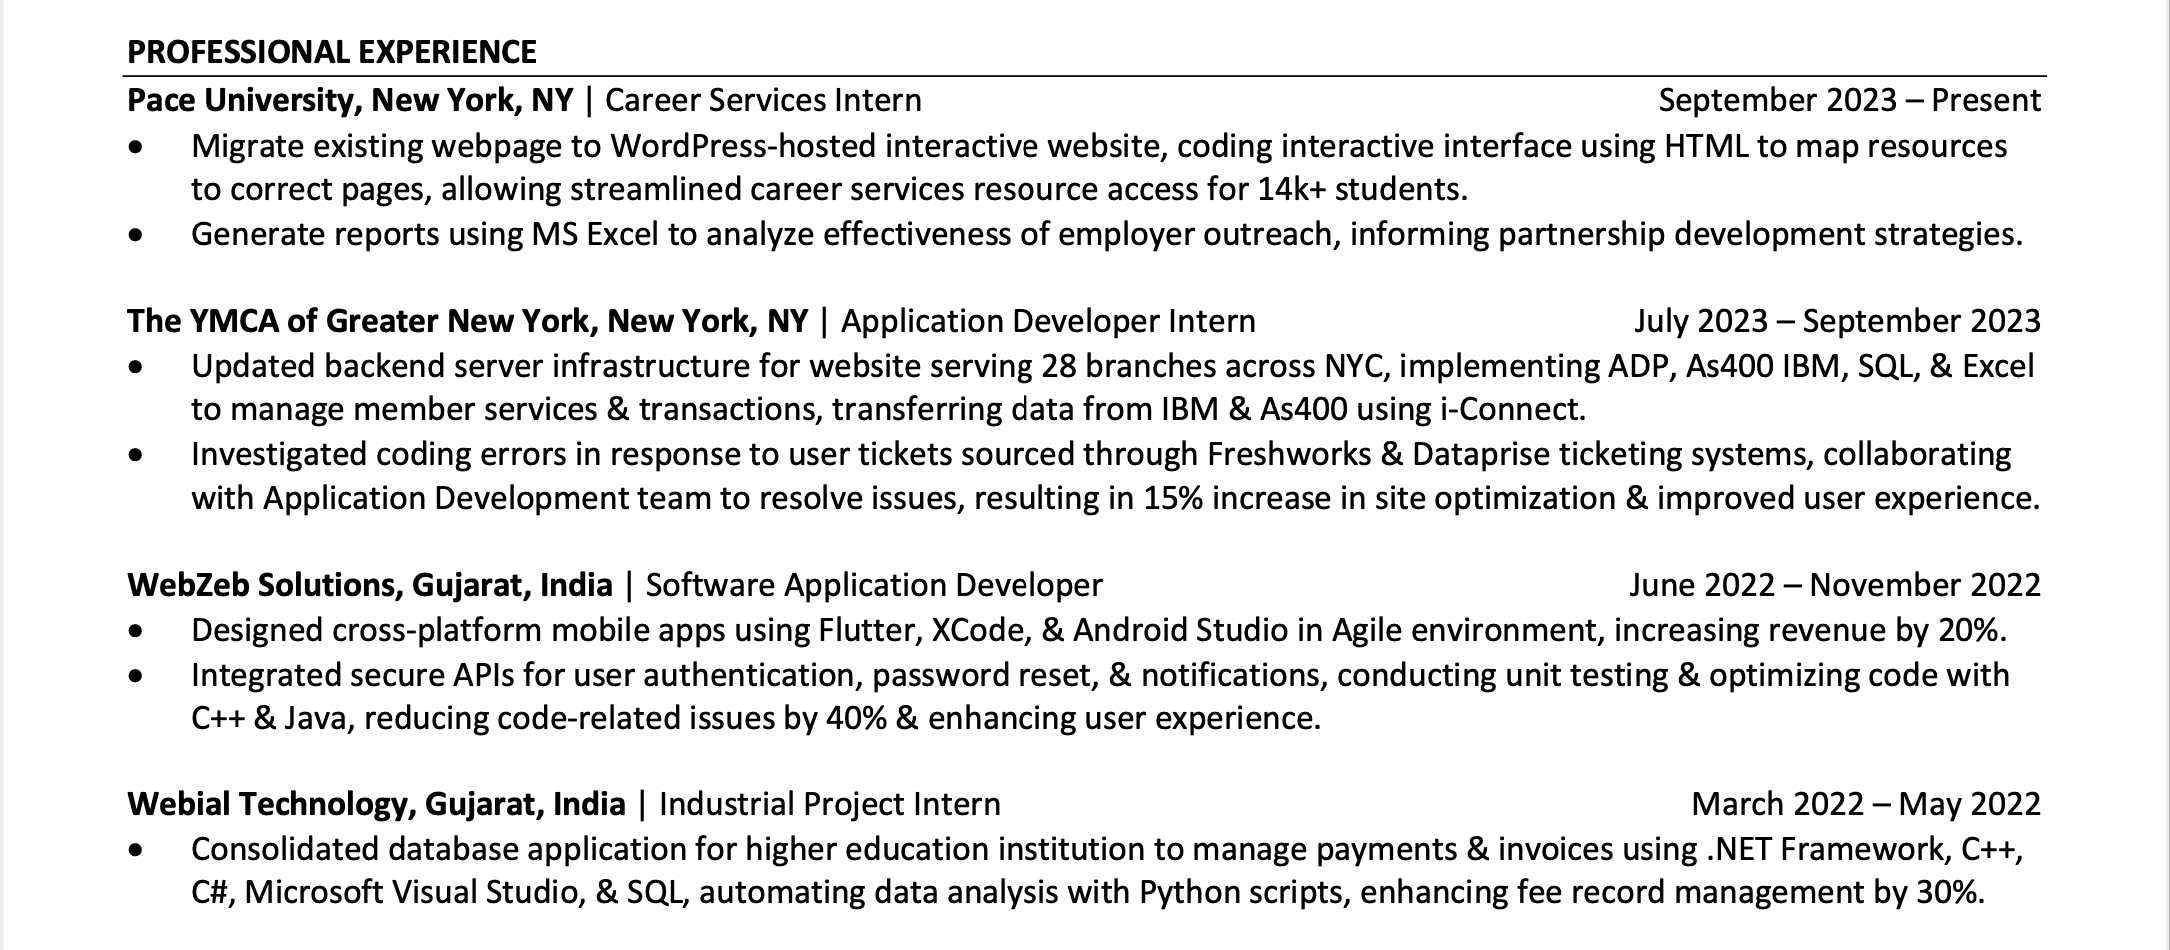 PROFESSIONAL EXPERIENCE
Pace University, New York, NY | Career Services Intern September 2023 – Present
• Migrate existing webpage to WordPress-hosted interactive website, coding interactive interface using HTML to map resources
to correct pages, allowing streamlined career services resource access for 14k+ students.
• Generate reports using MS Excel to analyze effectiveness of employer outreach, informing partnership development strategies.
The YMCA of Greater New York, New York, NY | Application Developer Intern July 2023 – September 2023
• Updated backend server infrastructure for website serving 28 branches across NYC, implementing ADP, As400 IBM, SQL, & Excel
to manage member services & transactions, transferring data from IBM & As400 using i-Connect.
• Investigated coding errors in response to user tickets sourced through Freshworks & Dataprise ticketing systems, collaborating
with Application Development team to resolve issues, resulting in 15% increase in site optimization & improved user experience.
WebZeb Solutions, Gujarat, India | Software Application Developer June 2022 – November 2022
• Designed cross-platform mobile apps using Flutter, XCode, & Android Studio in Agile environment, increasing revenue by 20%.
• Integrated secure APIs for user authentication, password reset, & notifications, conducting unit testing & optimizing code with
C++ & Java, reducing code-related issues by 40% & enhancing user experience.
Webial Technology, Gujarat, India | Industrial Project Intern March 2022 – May 2022
• Consolidated database application for higher education institution to manage payments & invoices using .NET Framework, C++,
C#, Microsoft Visual Studio, & SQL, automating data analysis with Python scripts, enhancing fee record management by 30%.